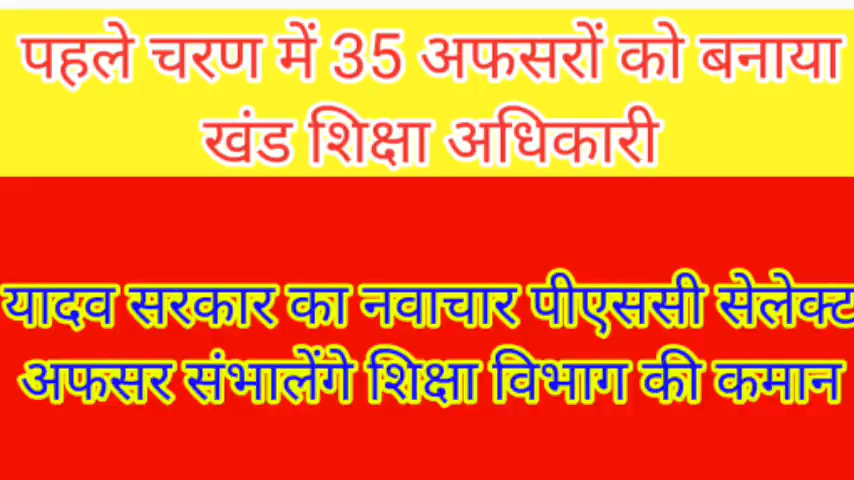 पहले चरण में 35 अफसरों को बनाया
खंड शिक्षा अधिकारी
यादव सरकार का नवाचार पीएससी सेलेक्ट
अफसर संभालेंगे शिक्षा विभाग की कमान